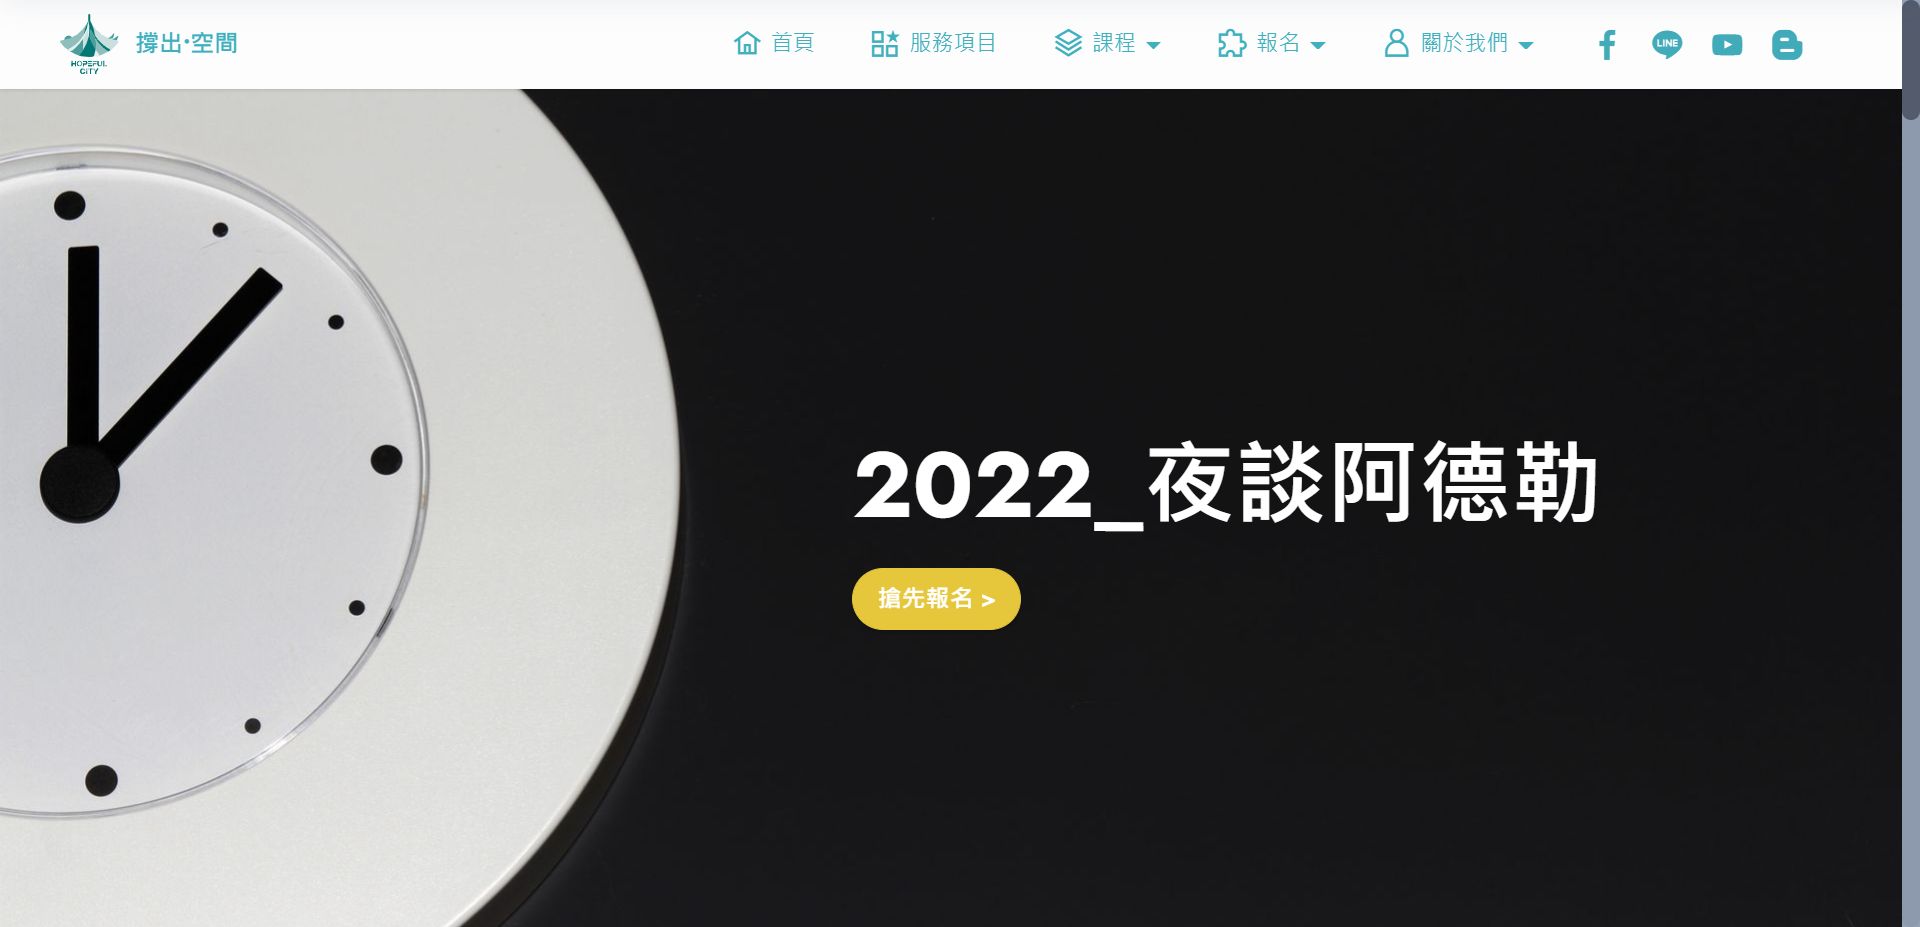 HOPEFUL
CITY
撐出·空間
首頁
服務項目
課程
報名
關於我們
LINE
2022_夜談阿德勒
搶先報名 >